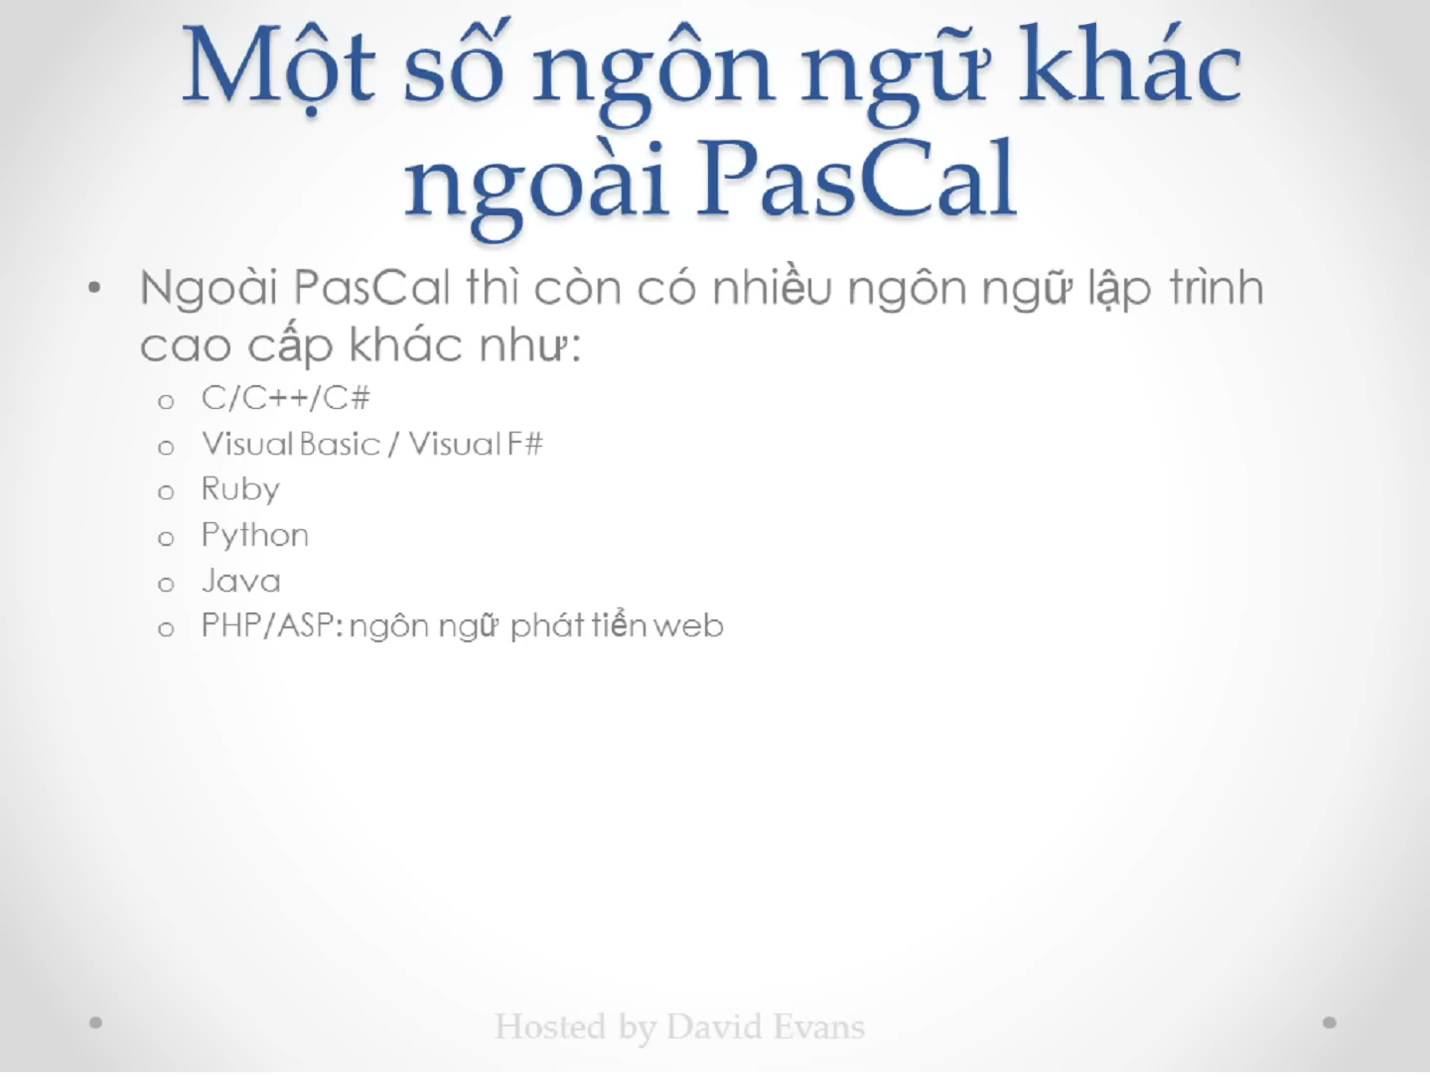 Một số ngôn ngữ khác
ngoài PasCal
• Ngoài PasCal thì còn có nhiều ngôn ngữ lập trình
cao cấp khác như:
o C/C++/C#
o Visual Basic / Visual F#
o Ruby
o Python
o Java
o PHP/ASP: ngôn ngữ phát tiển web
Hosted by David Evans